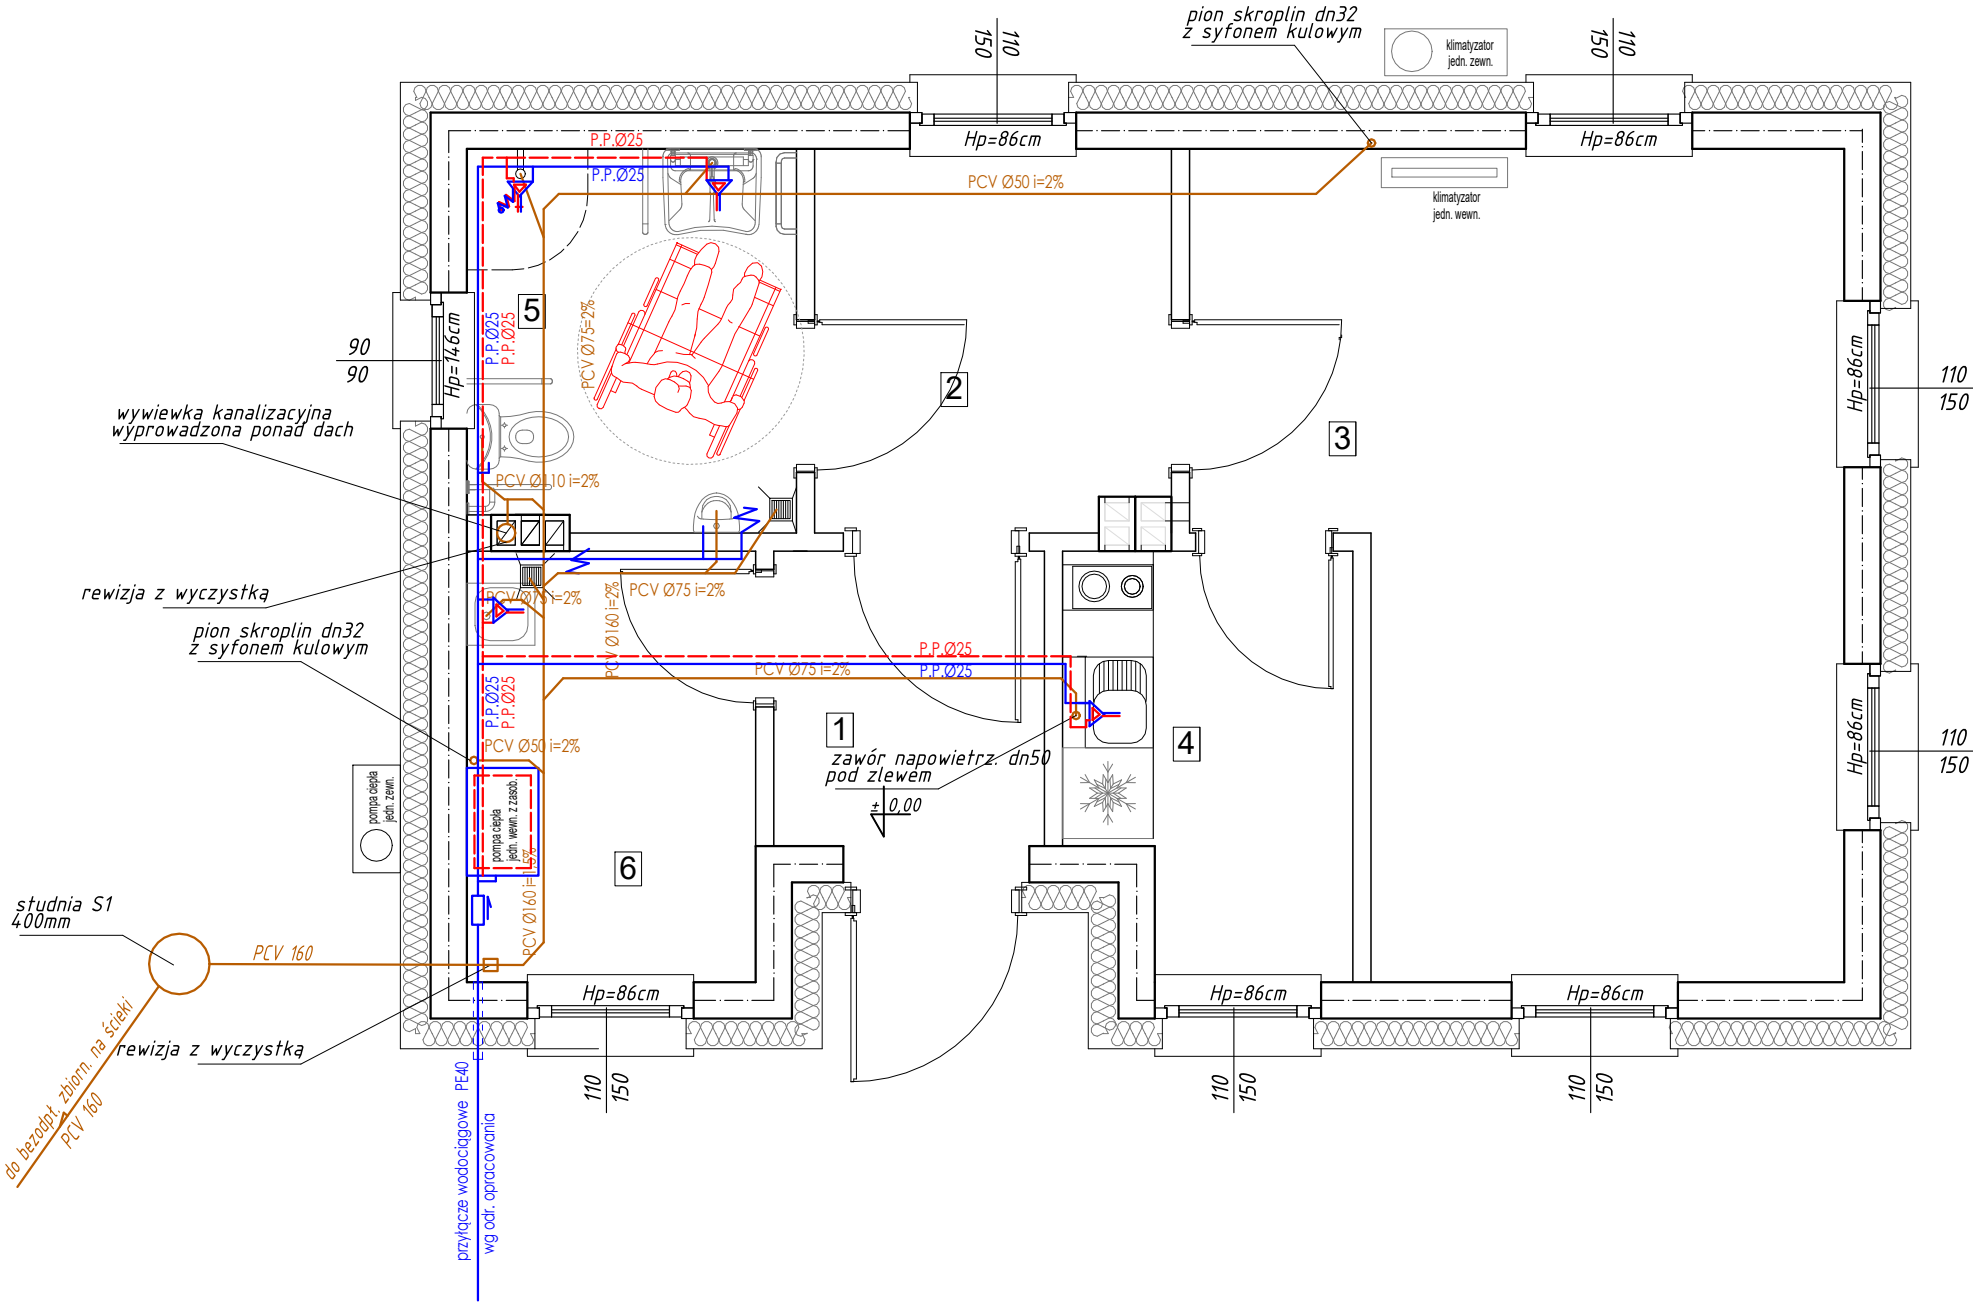 pion skroplin dn32
z syfonem kulowym
klimatyzator
jedn. zewn.
150
110
150
110
Hp=86cm
Hp=86cm
P.P.Ø25
P.P.Ø25
PCV Ø50 i=2%
klimatyzator
jedn. wewn.
5
P.P.Ø25
P.P.Ø25
PCV Ø75=2%
90
90
Hp=146cm
2
3
Hp=86cm
110
150
wywiewka kanalizacyjna
wyprowadzona ponad dach
PCV Ø110 i=2%
rewizja z wyczystką
PCV Ø75 i=2%
PCV Ø160 i=2%
PCV Ø75 i=2%
pion skroplin dn32
z syfonem kulowym
P.P.Ø25
P.P.Ø25
PCV Ø75 i=2%
P.P.Ø25
P.P.Ø25
1
4
Hp=86cm
110
150
PCV Ø50 i=2%
zawór napowietrz. dn50
pod zlewem
± 0,00
pompa ciepła
jedn. zewn.
pompa ciepła
jedn. wewn. z zasob.
6
PCV Ø160 i=1,5%
studnia S1
400mm
PCV 160
Hp=86cm
Hp=86cm
Hp=86cm
rewizja z wyczystką
do bezodpł. zbiorn. na ścieki
PCV 160
110
150
110
150
110
150
przyłącze wodociągowe PE40
wg odr. opracowania